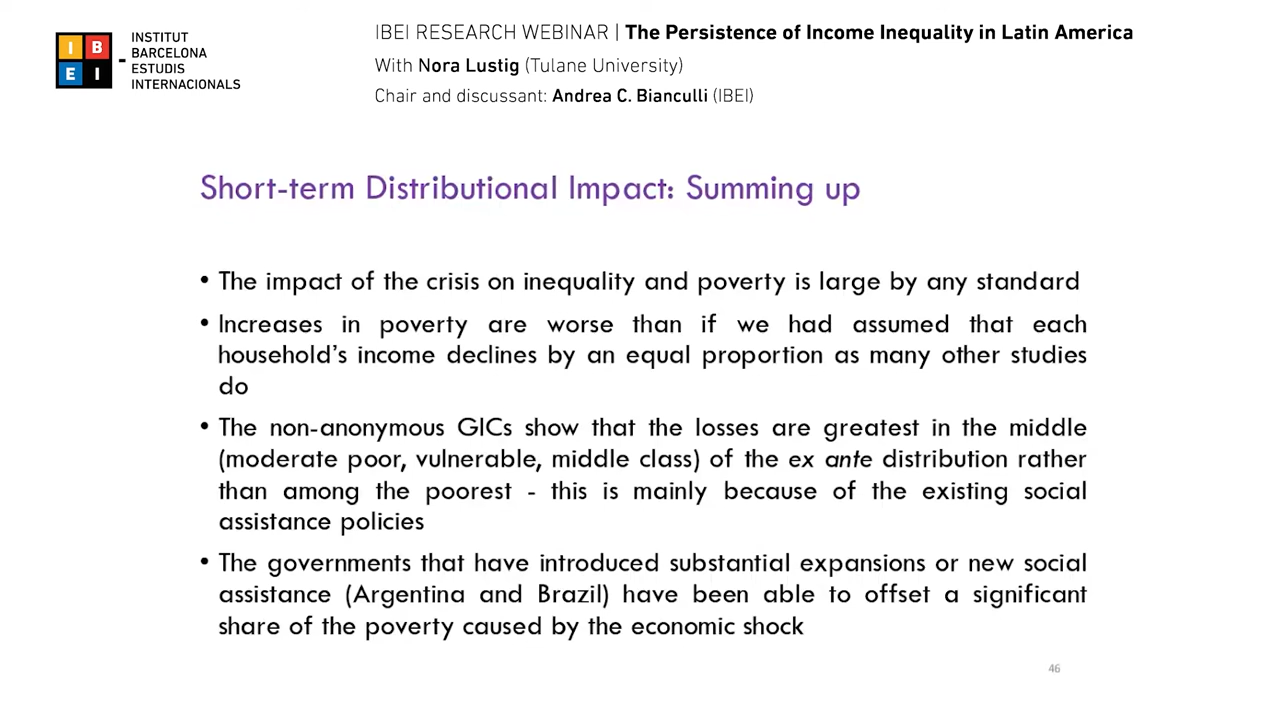 I B
E I
INSTITUT
BARCELONA
ESTUDIS
INTERNACIONALS
IBEI RESEARCH WEBINAR | The Persistence of Income Inequality in Latin America
With Nora Lustig (Tulane University)
Chair and discussant: Andrea C. Bianculli (IBEI)
Short-term Distributional Impact: Summing up
• The impact of the crisis on inequality and poverty is large by any standard
• Increases in poverty are worse than if we had assumed that each
household's income declines by an equal proportion as many other studies
do
• The non-anonymous GICs show that the losses are greatest in the middle
(moderate poor, vulnerable, middle class) of the ex ante distribution rather
than among the poorest - this is mainly because of the existing social
assistance policies
• The governments that have introduced substantial expansions or new social
assistance (Argentina and Brazil) have been able to offset a significant
share of the poverty caused by the economic shock
46